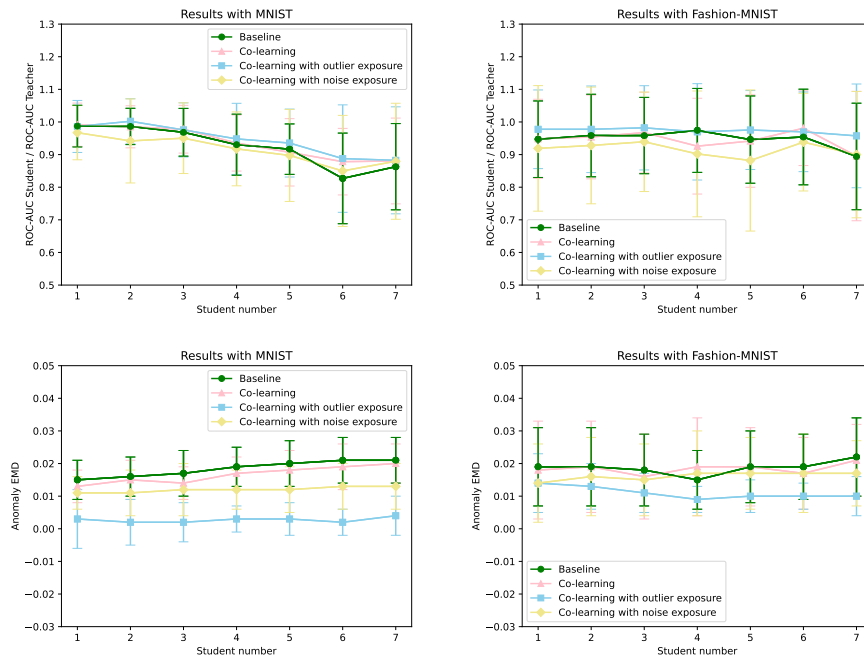 Results with MNIST
1.3
1.2
1.1
1.0
0.9
0.8
0.7
0.6
0.5
ROC-AUC Student / ROC-AUC Teacher
Baseline
Co-learning
Co-learning with outlier exposure
Co-learning with noise exposure
1 2 3 4 5 6 7
Student number
Results with Fashion-MNIST
1.3
1.2
1.1
1.0
0.9
0.8
0.7
0.6
0.5
ROC-AUC Student / ROC-AUC Teacher
Baseline
Co-learning
Co-learning with outlier exposure
Co-learning with noise exposure
1 2 3 4 5 6 7
Student number
Results with MNIST
0.05
0.04
0.03
0.02
0.01
0.00
−0.01
−0.02
−0.03
Anomaly EMD
Baseline
Co-learning
Co-learning with outlier exposure
Co-learning with noise exposure
1 2 3 4 5 6 7
Student number
Results with Fashion-MNIST
0.05
0.04
0.03
0.02
0.01
0.00
−0.01
−0.02
−0.03
Anomaly EMD
Baseline
Co-learning
Co-learning with outlier exposure
Co-learning with noise exposure
1 2 3 4 5 6 7
Student number